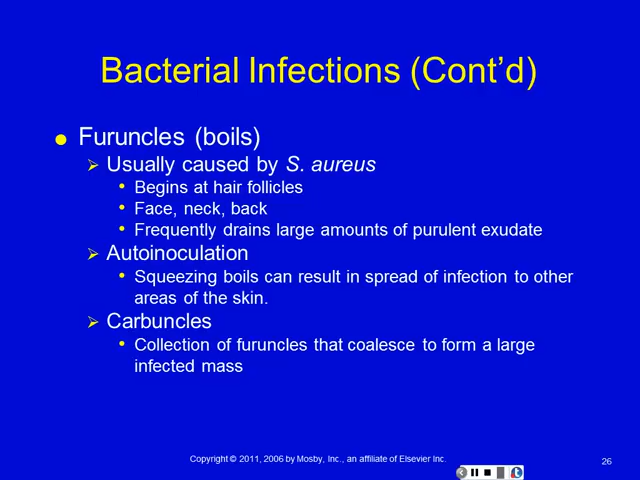 Bacterial Infections (Cont’d)
Furuncles (boils)
Usually caused by S. aureus
Begins at hair follicles
Face, neck, back
Frequently drains large amounts of purulent exudate
Autoinoculation
Squeezing boils can result in spread of infection to other
areas of the skin.
Carbuncles
Collection of furuncles that coalesce to form a large
infected mass
Copyright © 2011, 2006 by Mosby, Inc., an affiliate of Elsevier Inc.
26